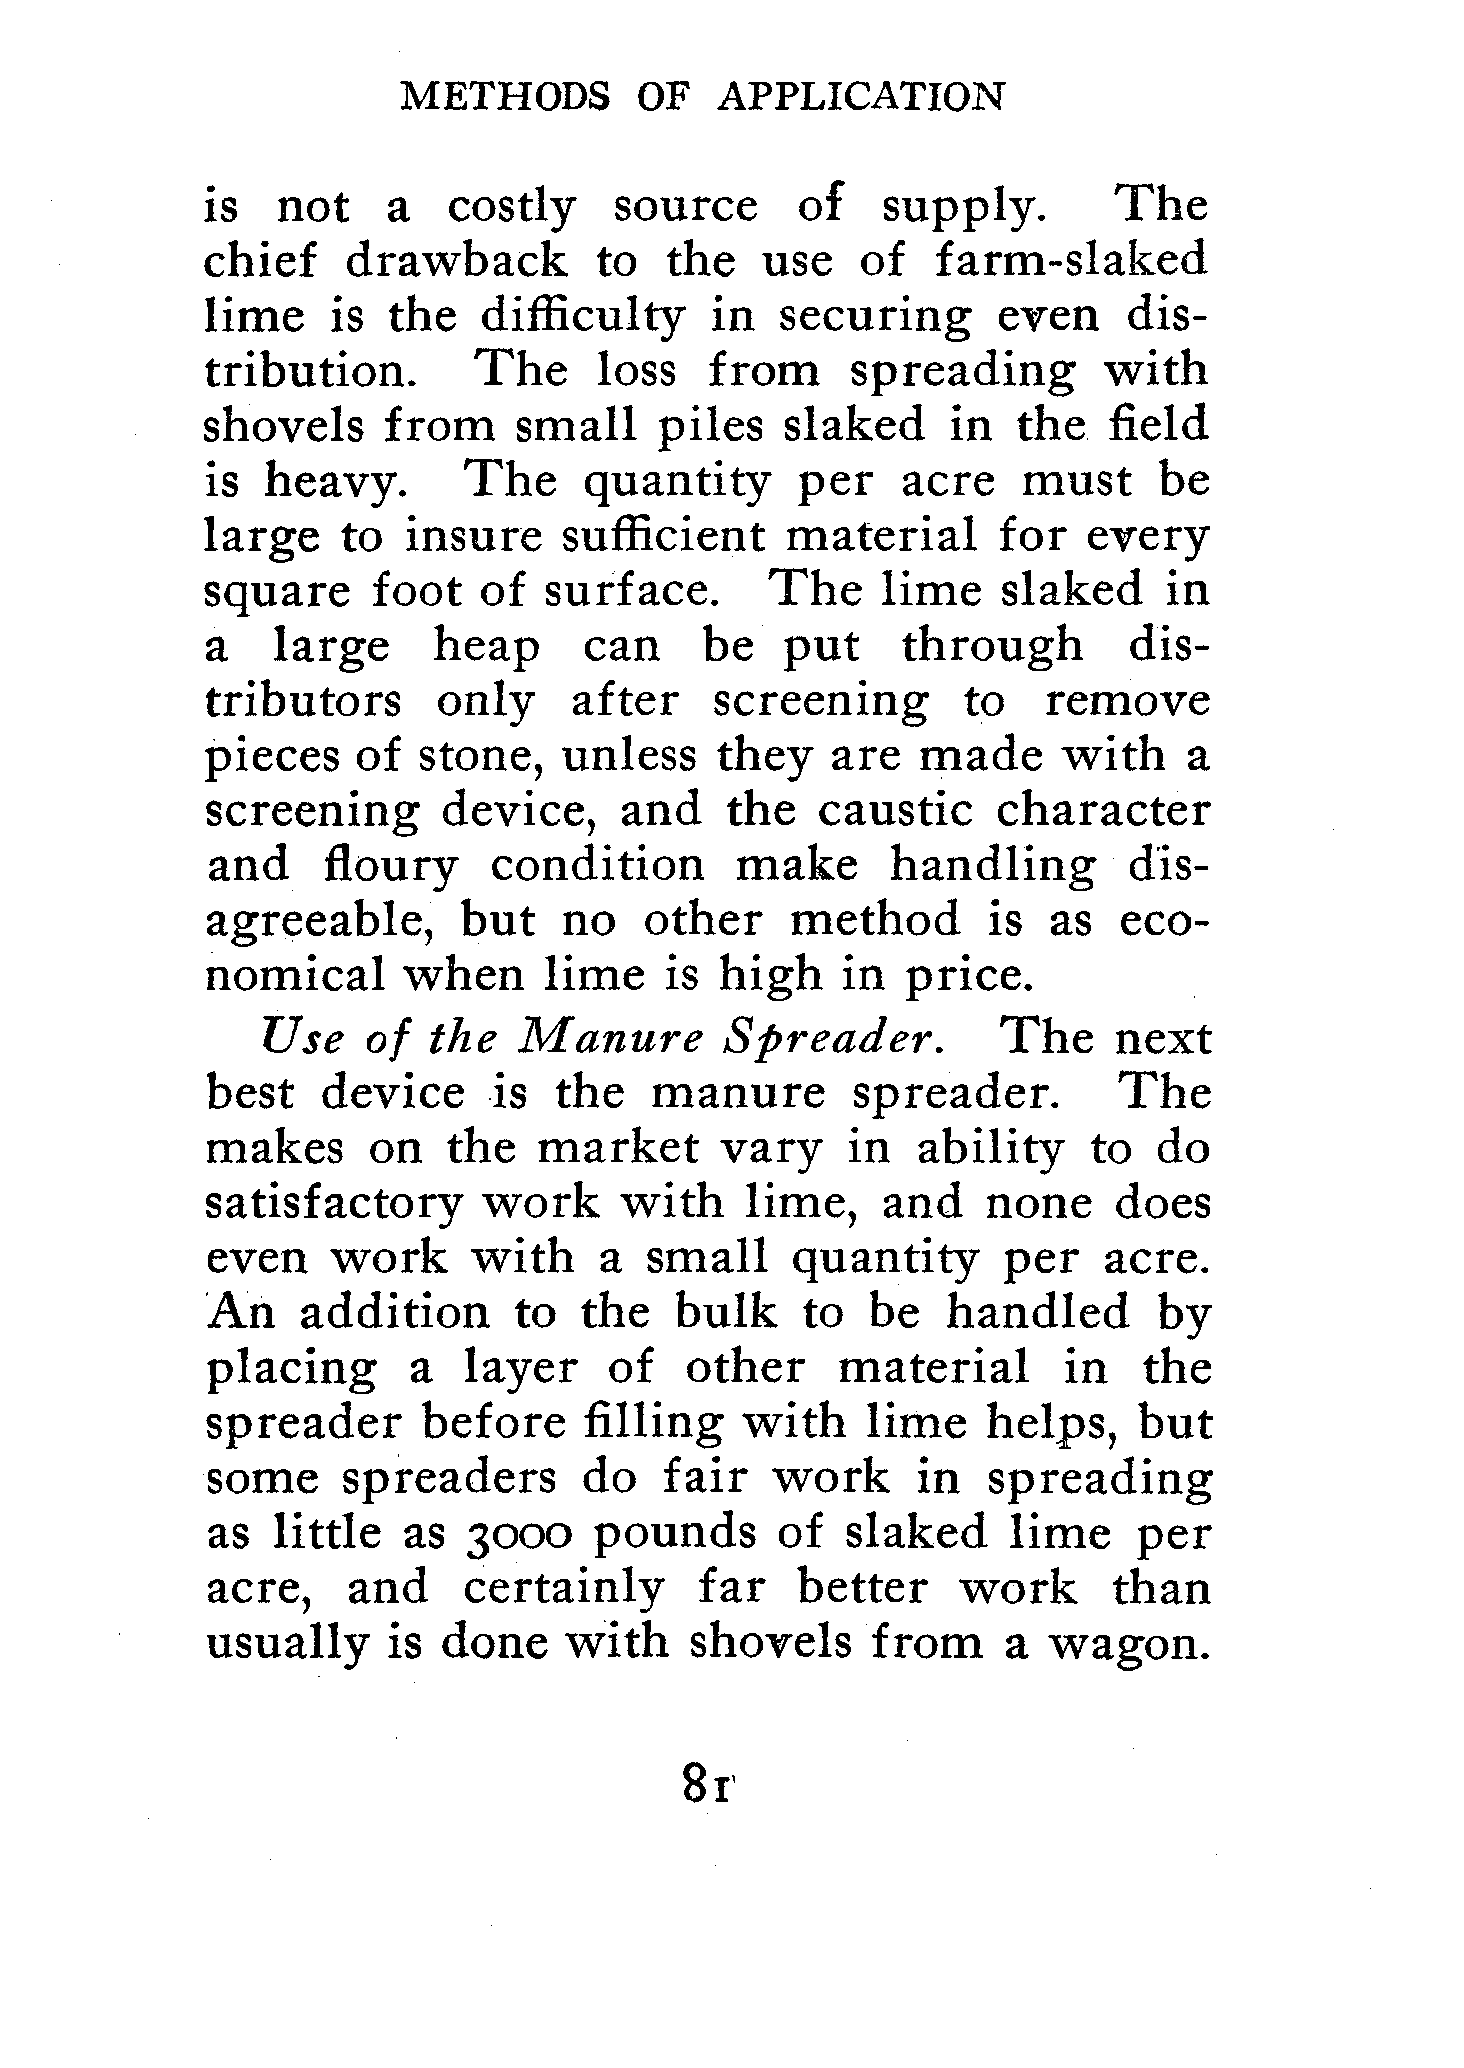 METHODS OF APPLICATION
is not a costly source of supply. The
chief drawback to the use of farm-slaked
lime is the difficulty in securing even dis-
tribution. The loss from spreading with
shovels from small piles slaked in the field
is heavy. The quantity per acre must be
large to insure sufficient material for every
square foot of surface. The lime slaked in
a large heap can be put through dis-
tributors only after screening to remove
pieces of stone, unless they are made with a
screening device, and the caustic character
and floury condition make handling dis-
agreeable, but no other method is as eco-
nomical when lime is high in price.
Use of the Manure Spreader. The next
best device is the manure spreader. The
makes on the market vary in ability to do
satisfactory work with lime, and none does
even work with a small quantity per acre.
An addition to the bulk to be handled by
placing a layer of other material in the
spreader before filling with lime helps, but
some spreaders do fair work in spreading
as little as 3000 pounds of slaked lime per
acre, and certainly far better work than
usually is done with shovels from a wagon.
81